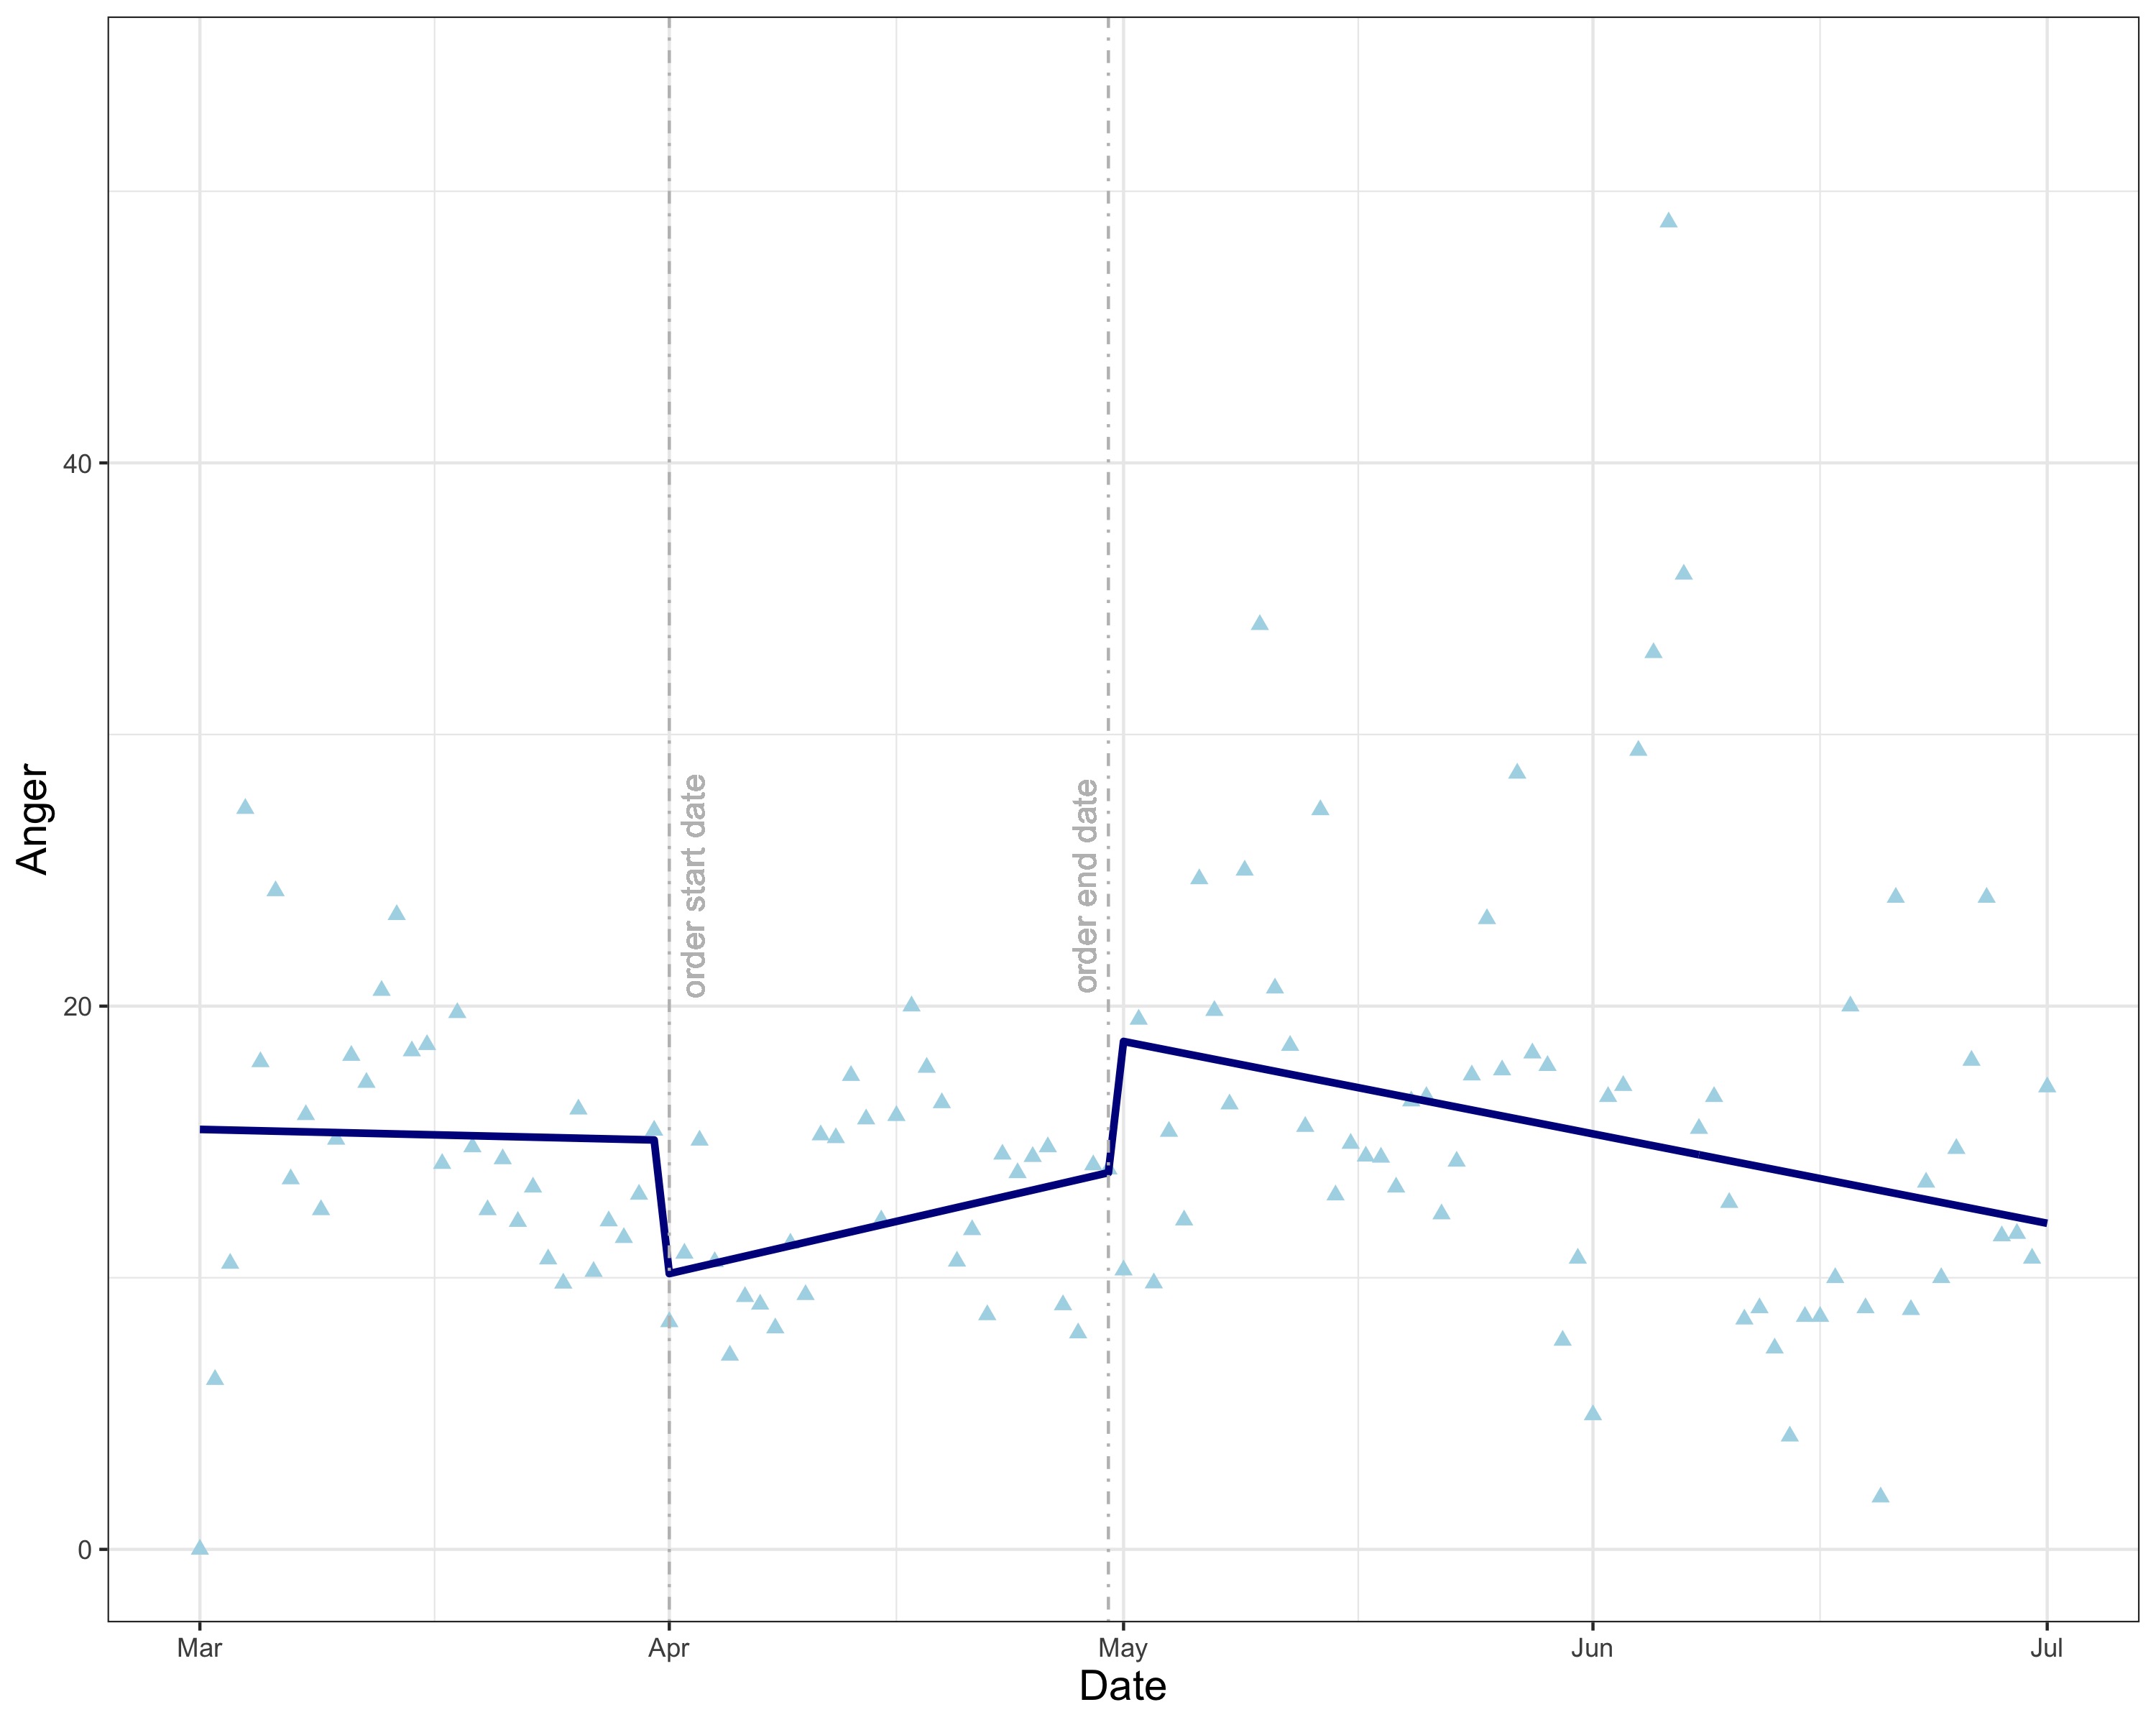 Anger
40
20
0
order start date
order end date
Mar
Apr
May
Jun
Jul
Date